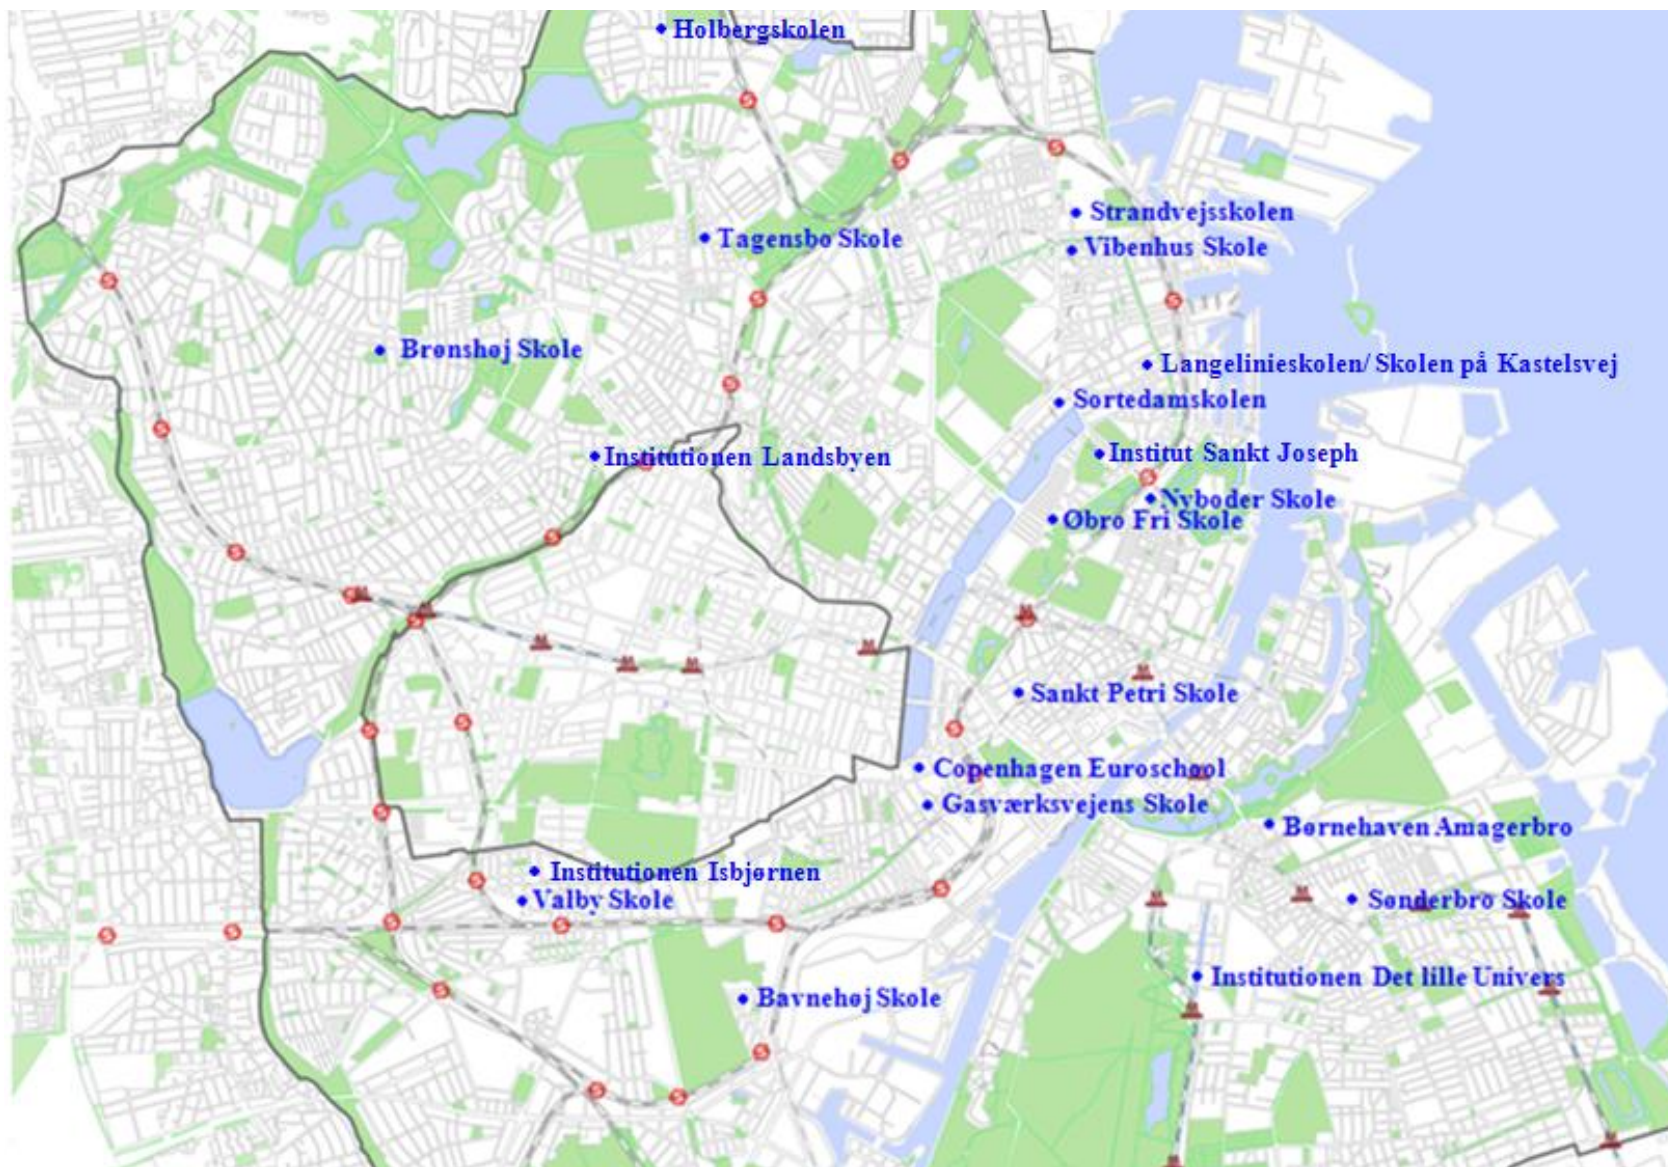 Holbergskolen
Strandvejsskolen
Tagensbo Skole
Vibenhus Skole
Brønshøj Skole
Langelinieskolen/ Skolen på Kastelsvej
Sortedamskolen
Institutionen Landsbyen
Institut Sankt Joseph
Nyboder Skole
Øbro Fri Skole
Sankt Petri Skole
Copenhagen Euroschool
Gasværksvejens Skole
Børnehaven Amagerbro
Institutionen Isbjørnen
Valby Skole
Sønderbro Skole
Institutionen Det lille Univers
Bavnehøj Skole